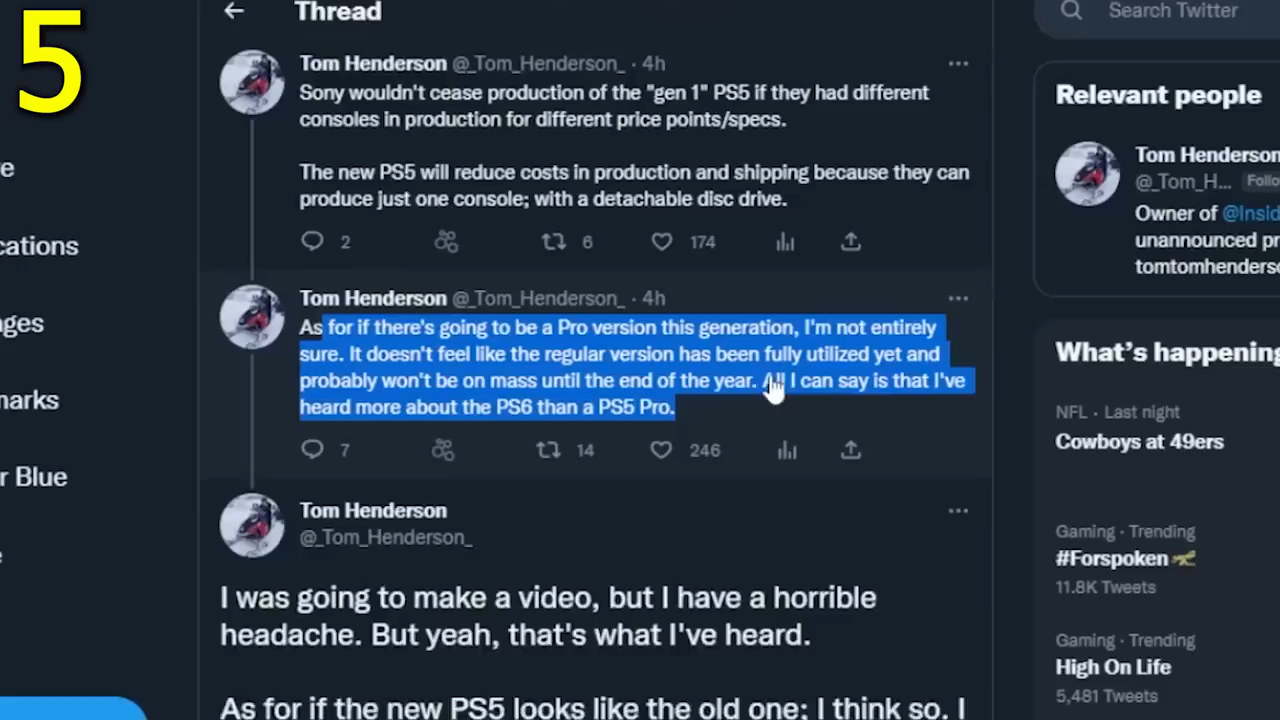 5
Thread
Search Twitter
Tom Henderson @_Tom_Henderson_ · 4h
Sony wouldn't cease production of the "gen 1" PS5 if they had different
consoles in production for different price points/specs.
The new PS5 will reduce costs in production and shipping because they can
produce just one console; with a detachable disc drive.
2 6 174
Tom Henderson @_Tom_Henderson_ · 4h
As for if there's going to be a Pro version this generation, I'm not entirely
sure. It doesn't feel like the regular version has been fully utilized yet and
probably won't be on mass until the end of the year. All I can say is that I've
heard more about the PS6 than a PS5 Pro.
7 14 246
Tom Henderson
@_Tom_Henderson_
I was going to make a video, but I have a horrible
headache. But yeah, that's what I've heard.
As for if the new PS5 looks like the old one; I think so. I
e
cations
ges
marks
r Blue
e
Relevant people
Tom Henderson
@_Tom_H... Follo
Owner of @Insid
unannounced pr
tomtomhenderso
What's happening
NFL · Last night
Cowboys at 49ers
Gaming · Trending
#Forspoken
11.8K Tweets
Gaming · Trending
High On Life
5,481 Tweets